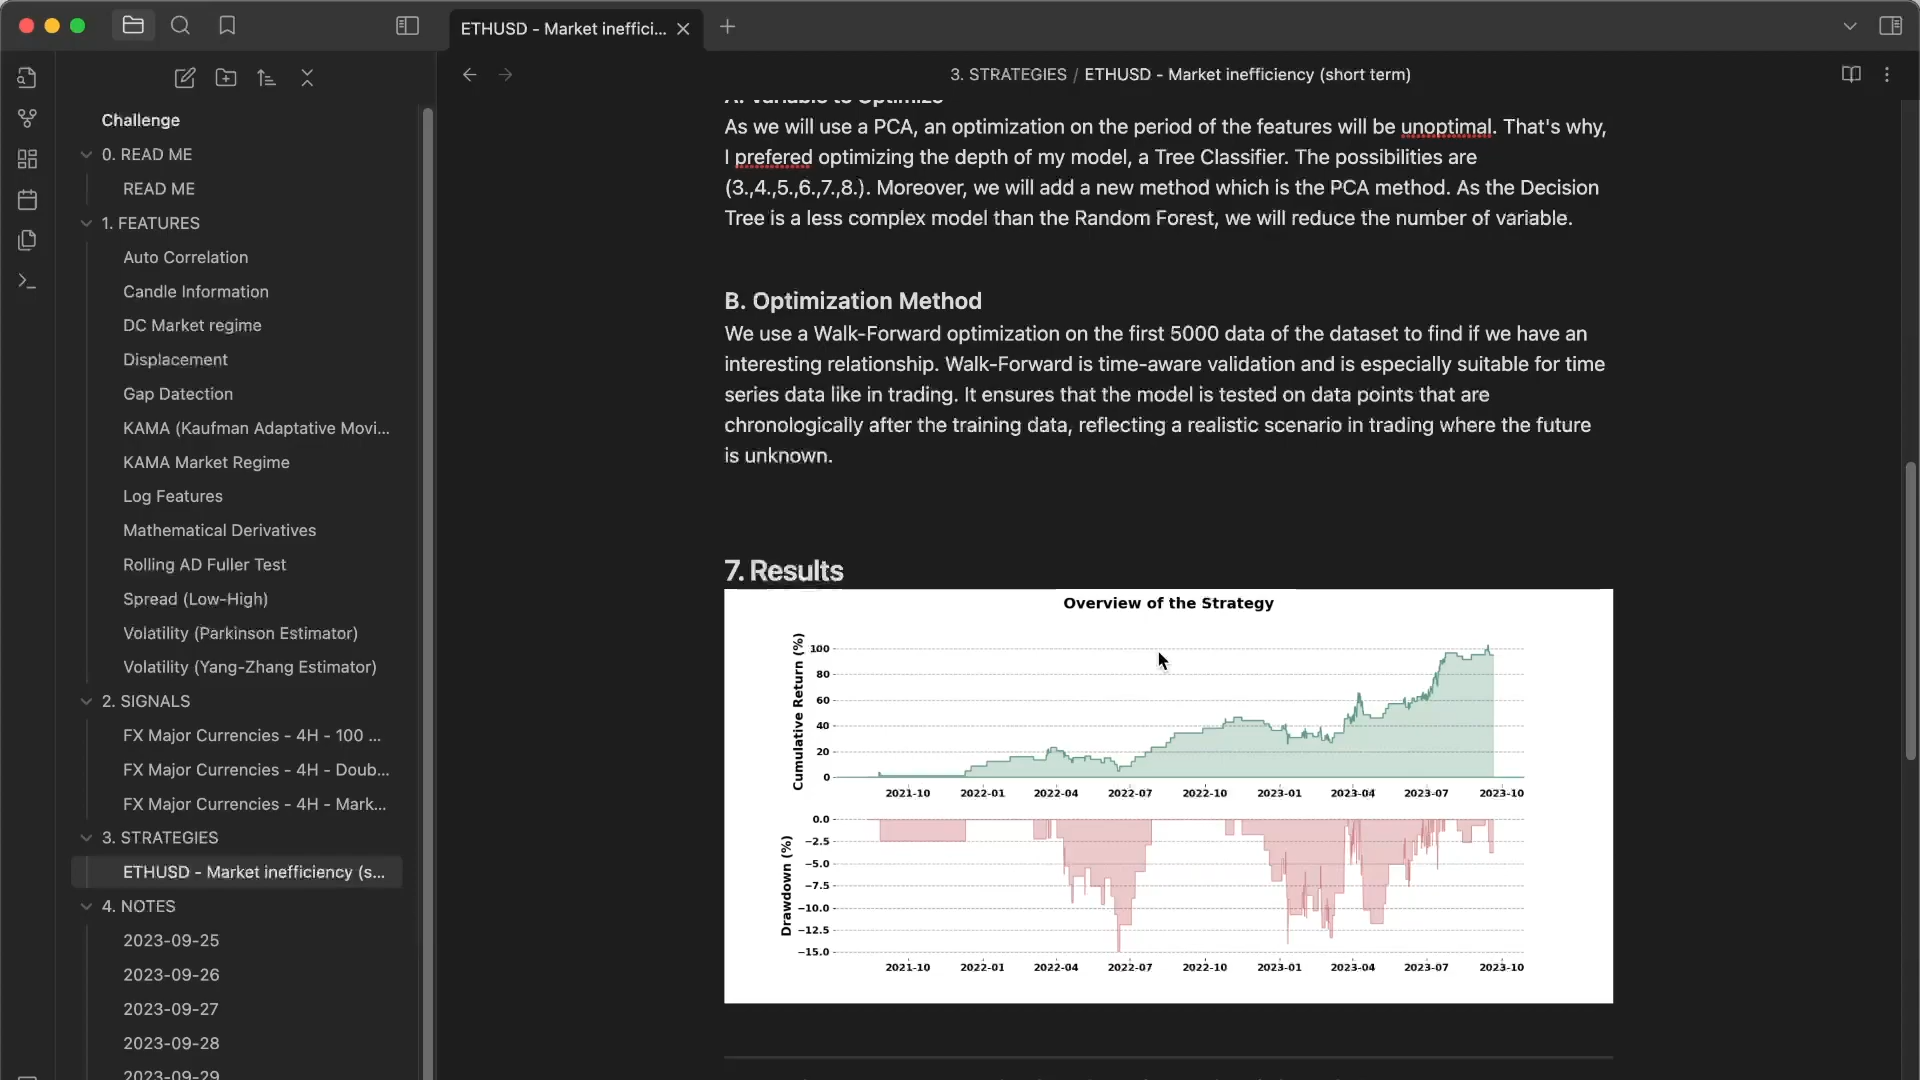 ETHUSD - Market ineffici...
3. STRATEGIES / ETHUSD - Market inefficiency (short term)
Challenge
0. READ ME
READ ME
1. FEATURES
Auto Correlation
Candle Information
DC Market regime
Displacement
Gap Datection
KAMA (Kaufman Adaptative Movi...
KAMA Market Regime
Log Features
Mathematical Derivatives
Rolling AD Fuller Test
Spread (Low-High)
Volatility (Parkinson Estimator)
Volatility (Yang-Zhang Estimator)
2. SIGNALS
FX Major Currencies - 4H - 100 ...
FX Major Currencies - 4H - Doub...
FX Major Currencies - 4H - Mark...
3. STRATEGIES
ETHUSD - Market inefficiency (s...
4. NOTES
2023-09-25
2023-09-26
2023-09-27
2023-09-28
2023-09-29
A. Variable to Optimize
As we will use a PCA, an optimization on the period of the features will be unoptimal. That's why,
I prefered optimizing the depth of my model, a Tree Classifier. The possibilities are
(3.,4.,5.,6.,7.,8.). Moreover, we will add a new method which is the PCA method. As the Decision
Tree is a less complex model than the Random Forest, we will reduce the number of variable.
B. Optimization Method
We use a Walk-Forward optimization on the first 5000 data of the dataset to find if we have an
interesting relationship. Walk-Forward is time-aware validation and is especially suitable for time
series data like in trading. It ensures that the model is tested on data points that are
chronologically after the training data, reflecting a realistic scenario in trading where the future
is unknown.
7. Results
Overview of the Strategy
Cumulative Return (%)
100
80
60
40
20
0
2021-10 2022-01 2022-04 2022-07 2022-10 2023-01 2023-04 2023-07 2023-10
Drawdown (%)
0.0
−2.5
−5.0
−7.5
−10.0
−12.5
−15.0
2021-10 2022-01 2022-04 2022-07 2022-10 2023-01 2023-04 2023-07 2023-10